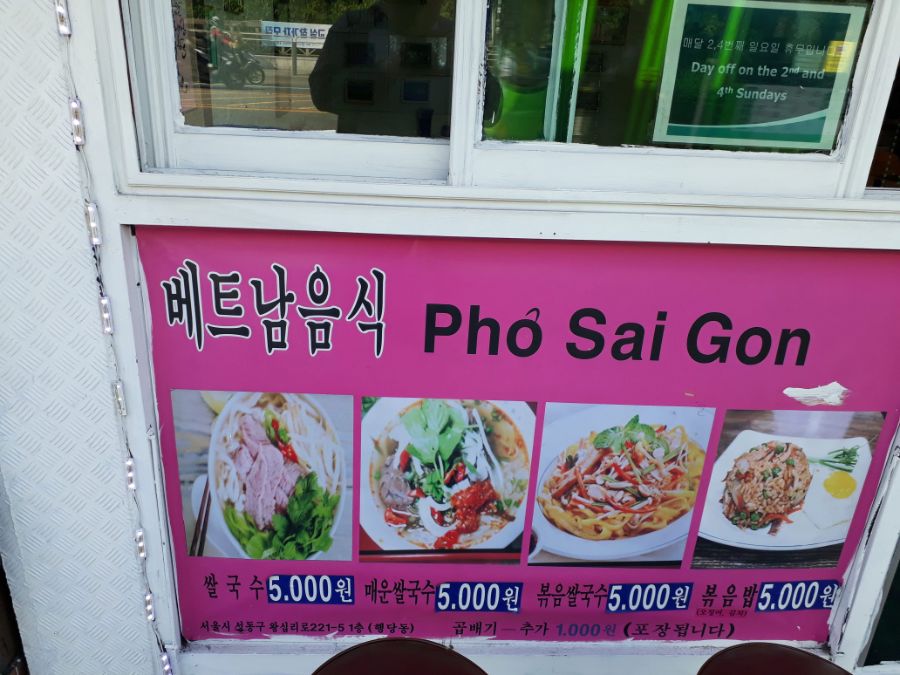 매달 2,4번째 일요일 휴무입니다
Day off on the 2nd and
4th Sundays
베트남음식 Phỏ Sai Gon
쌀국수 5.000원 매운쌀국수 5.000원 볶음쌀국수 5.000원 볶음밥 5.000원
서울시 성동구 왕십리로221-5 1층 (행당동) 곱배기 - 추가 1.000원 (포장됩니다)